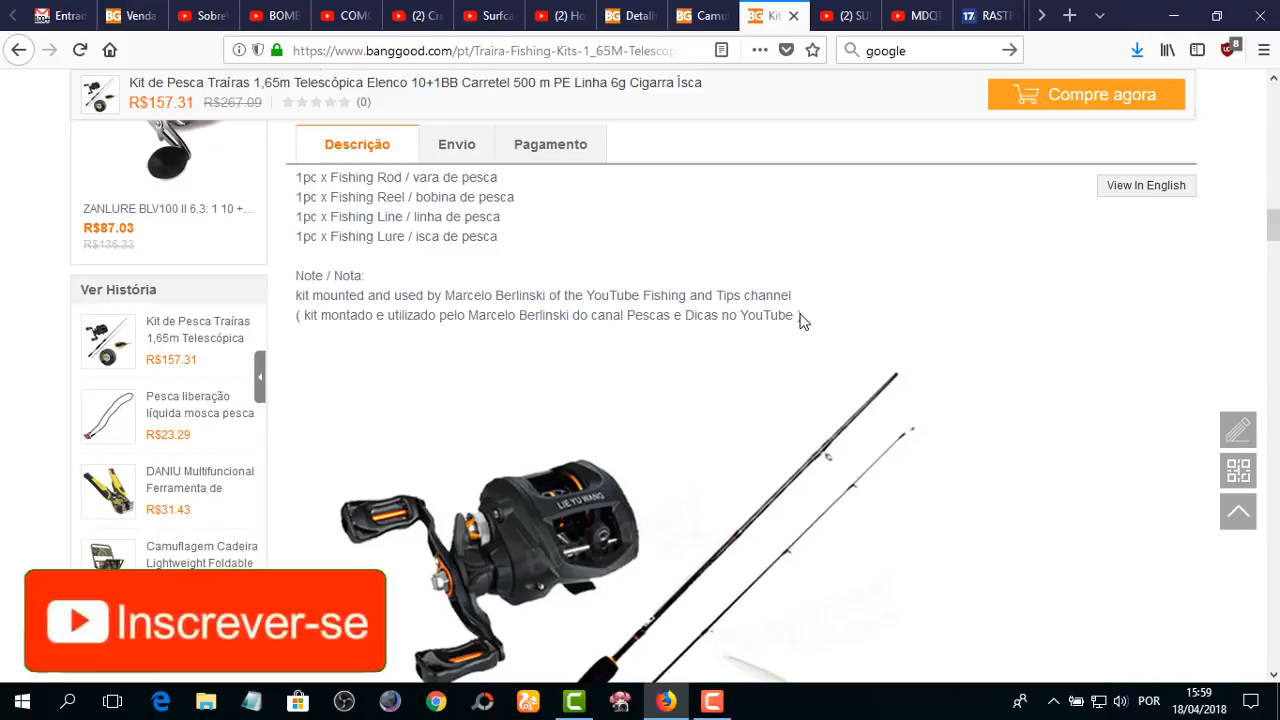 Entrad
Venda
Sobre
BOME
COMO
(2) Cr
Surfca
(2) Ho
Detalh
Camu
Kit
(2) SU
MDQT
RASTR
https://www.banggood.com/pt/Traira-Fishing-Kits-1_65M-Telescop
google
8
Kit de Pesca Traíras 1,65m Telescópica Elenco 10+1BB Carretel 500 m PE Linha 6g Cigarra Ísca
R$157.31 R$267.09 (0)
Compre agora
Descrição
Envio
Pagamento
View In English
1pc x Fishing Rod / vara de pesca
1pc x Fishing Reel / bobina de pesca
1pc x Fishing Line / linha de pesca
1pc x Fishing Lure / isca de pesca
Note / Nota:
kit mounted and used by Marcelo Berlinski of the YouTube Fishing and Tips channel
( kit montado e utilizado pelo Marcelo Berlinski do canal Pescas e Dicas no YouTube )
ZANLURE BLV100 II 6.3: 1 10 +...
R$87.03
R$136.33
Ver História
Kit de Pesca Traíras
1,65m Telescópica
R$157.31
Pesca liberação
líquida mosca pesca
R$23.29
DANIU Multifuncional
Ferramenta de
R$31.43
Camuflagem Cadeira
Lightweight Foldable
LIEYUWANG
Inscrever-se
POR
15:59
18/04/2018